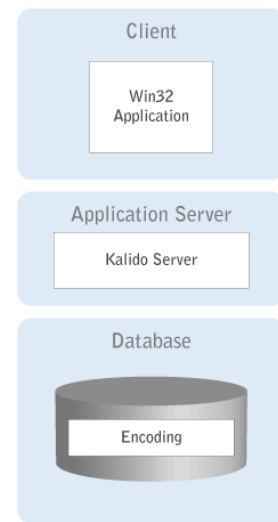 Client
Win32
Application
Application Server
Kalido Server
Database
Encoding